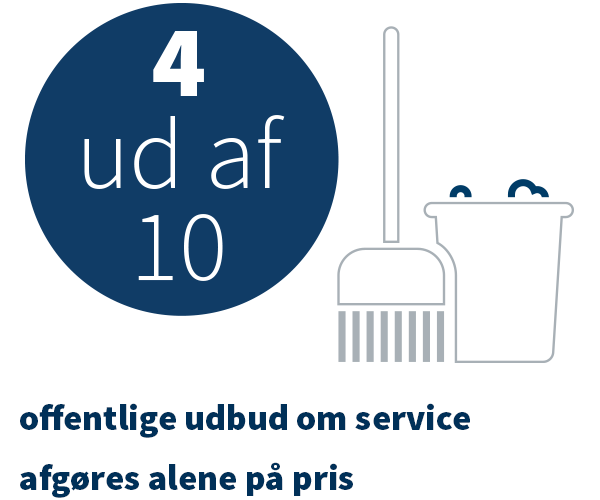 4
ud af
10
offentlige udbud om service
afgøres alene på pris